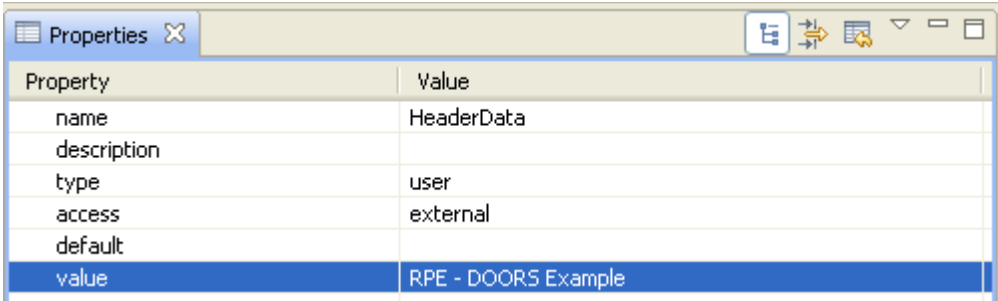 Properties
Property Value
name HeaderData
description
type user
access external
default
value RPE - DOORS Example